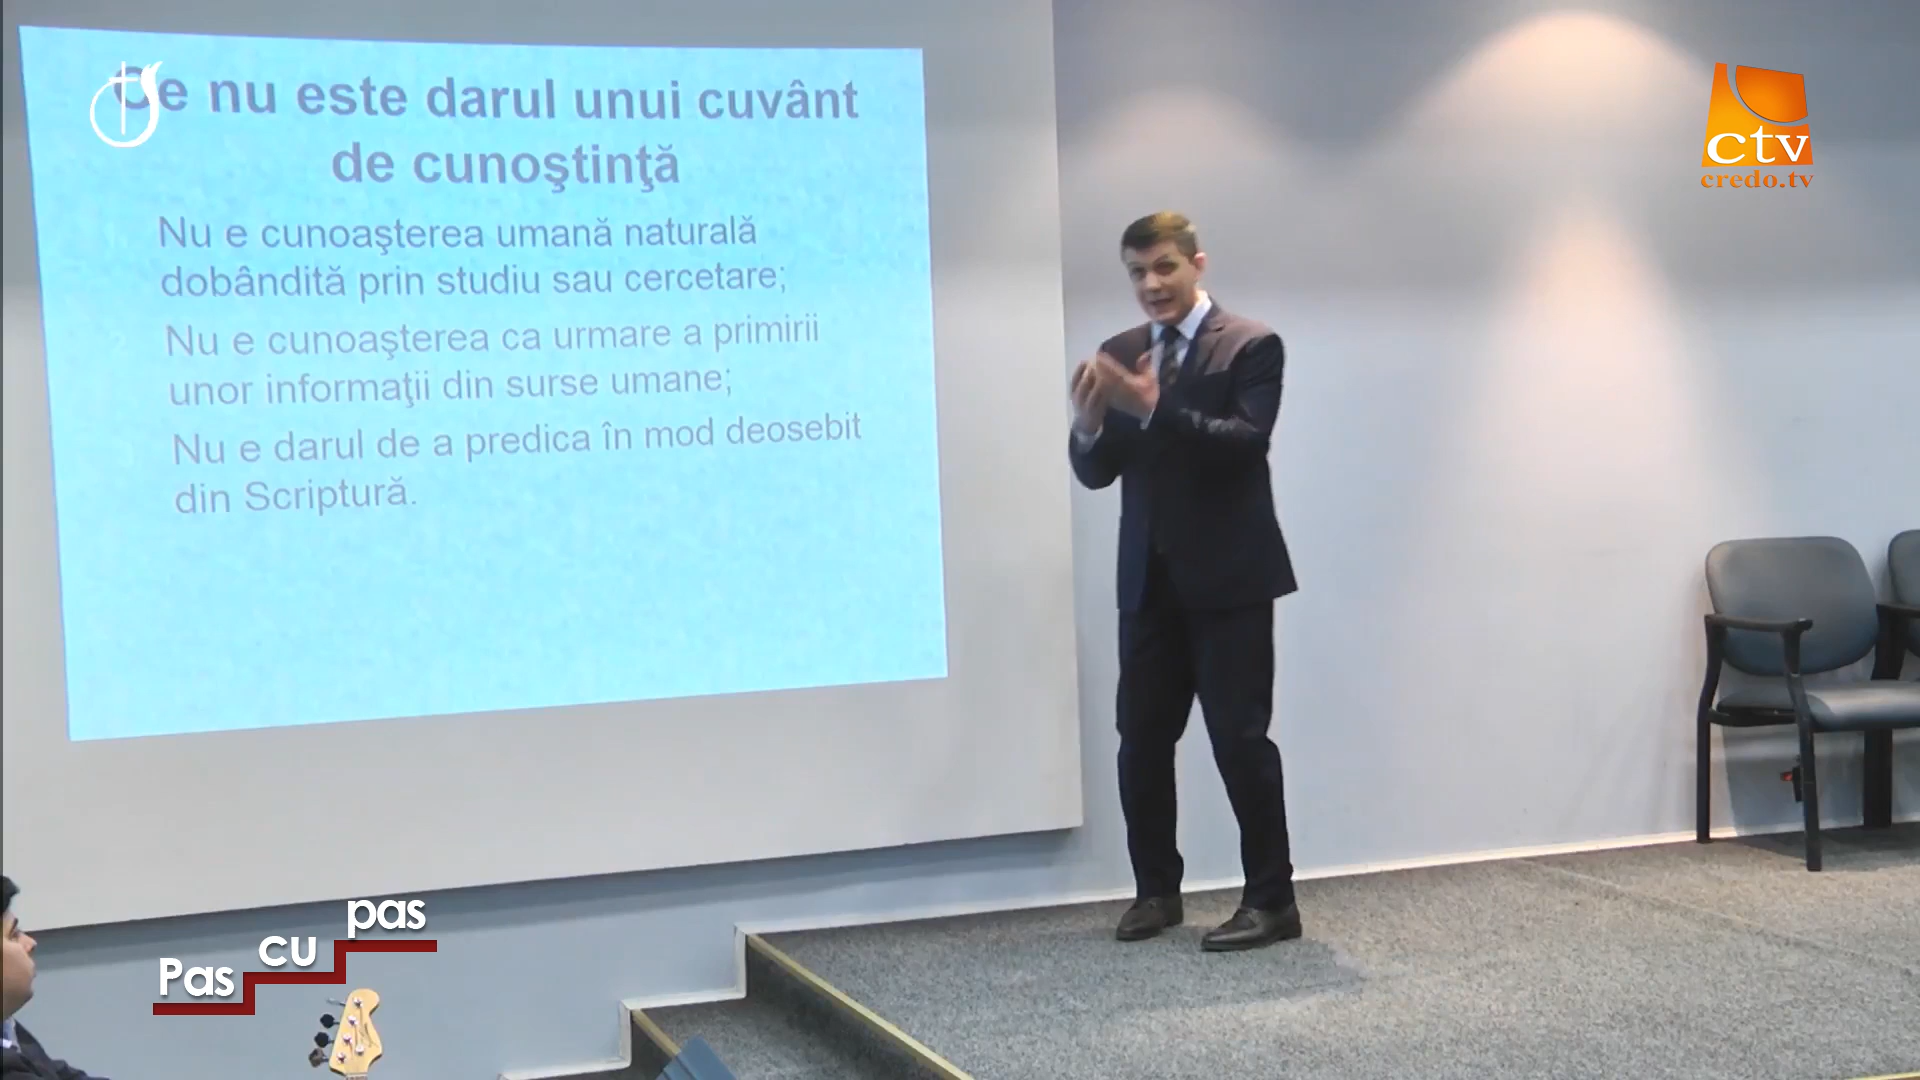 Ce nu este darul unui cuvânt
de cunoştinţă
Nu e cunoaşterea umană naturală
dobândită prin studiu sau cercetare;
Nu e cunoaşterea ca urmare a primirii
unor informaţii din surse umane;
Nu e darul de a predica în mod deosebit
din Scriptură.
ctv
credo.tv
Pas cu pas